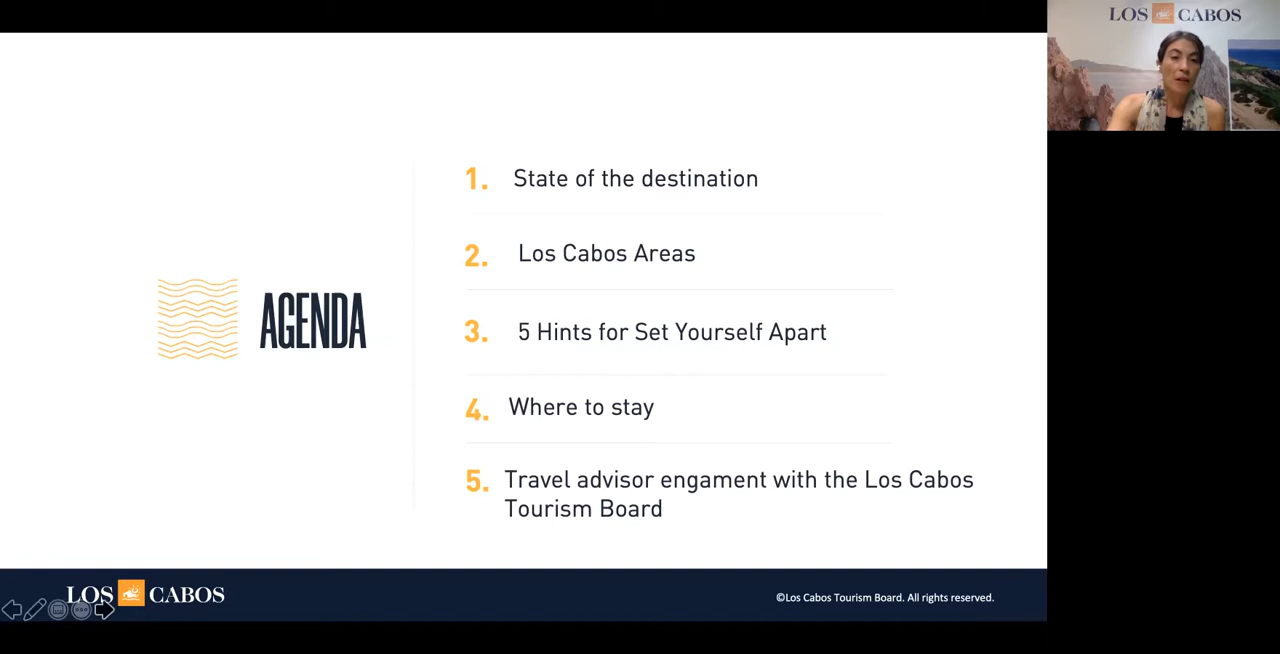 LOS CABOS
1. State of the destination
2. Los Cabos Areas
AGENDA
3. 5 Hints for Set Yourself Apart
4. Where to stay
5. Travel advisor engament with the Los Cabos
Tourism Board
LOS CABOS
©Los Cabos Tourism Board. All rights reserved.